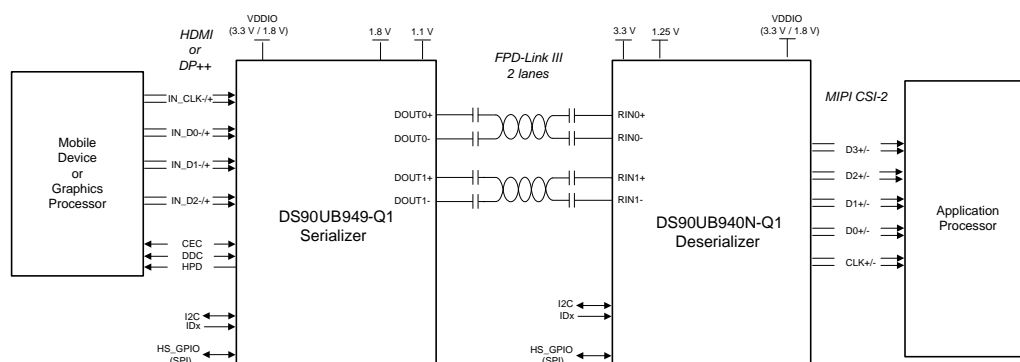 VDDIO
(3.3 V / 1.8 V)
1.8 V
1.1 V
HDMI
or
DP++
FPD-Link III
2 lanes
3.3 V
1.25 V
VDDIO
(3.3 V / 1.8 V)
MIPI CSI-2
Mobile
Device
or
Graphics
Processor
IN_CLK-/+
IN_D0-/+
IN_D1-/+
IN_D2-/+
CEC
DDC
HPD
I2C
IDx
HS_GPIO
(SPI)
DOUT0+
DOUT0-
DOUT1+
DOUT1-
DS90UB949-Q1
Serializer
RIN0+
RIN0-
RIN1+
RIN1-
DS90UB940N-Q1
Deserializer
I2C
IDx
HS_GPIO
(SPI)
D3+/-
D2+/-
D1+/-
D0+/-
CLK+/-
Application
Processor